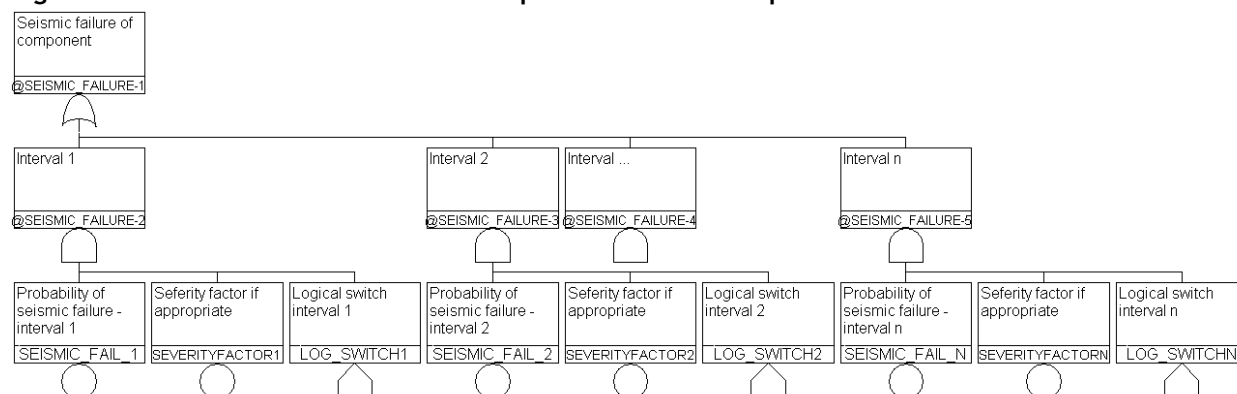 Seismic failure of
component
@SEISMIC_FAILURE-1
Interval 1
@SEISMIC_FAILURE-2
Interval 2
@SEISMIC_FAILURE-3
Interval ...
@SEISMIC_FAILURE-4
Interval n
@SEISMIC_FAILURE-5
Probability of
seismic failure -
interval 1
SEISMIC_FAIL_1
Seferity factor if
appropriate
SEVERITYFACTOR1
Logical switch
interval 1
LOG_SWITCH1
Probability of
seismic failure -
interval 2
SEISMIC_FAIL_2
Seferity factor if
appropriate
SEVERITYFACTOR2
Logical switch
interval 2
LOG_SWITCH2
Probability of
seismic failure -
interval n
SEISMIC_FAIL_N
Seferity factor if
appropriate
SEVERITYFACTORN
Logical switch
interval n
LOG_SWITCHN